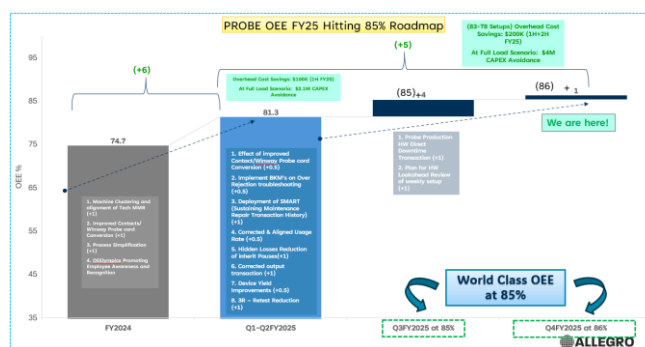 PROBE OEE FY25 Hitting 85% Roadmap
(+6)
(+5)
(83-78 Setups) Overhead Cost
Savings: $200K (1H+2H
FY25)
At Full Load Scenario: $4M
CAPEX Avoidance
Overhead Cost Savings: $100K (1H FY25)
At Full Load Scenario: $2.1M CAPEX
Avoidance
(85)+4
(86) + 1
We are here!
OEE %
95
85
75
65
55
45
35
74.7
81.3
1. Machine Clustering and
alignment of Tech MMR
(+1)
2. Improved Contacts/
Winway Probe card
Conversion (+1)
3. Process Simplification
(+1)
4. OEElympics Promoting
Employee Awareness and
Recognition
1. Effect of improved
Contact/Winway Probe card
Conversion (+0.5)
2. Implement BKM's on Over
Rejection troubleshooting
(+0.5)
3. Deployment of SMART
(Sustaining Maintenance
Repair Transaction History)
(+1)
4. Corrected & Aligned Usage
Rate (+0.5)
5. Hidden Losses Reduction
of Inherit Pauses(+1)
6. Corrected output
transaction (+1)
7. Device Yield
Improvements (+0.5)
8. 3R – Retest Reduction
(+1)
1. Probe Production
HW Direct
Downtime
Transaction (+1)
2. Plan for HW
Lookahead Review
of weekly setup
(+1)
World Class OEE
at 85%
FY2024
Q1-Q2FY2025
Q3FY2025 at 85%
Q4FY2025 at 86%
ALLEGRO